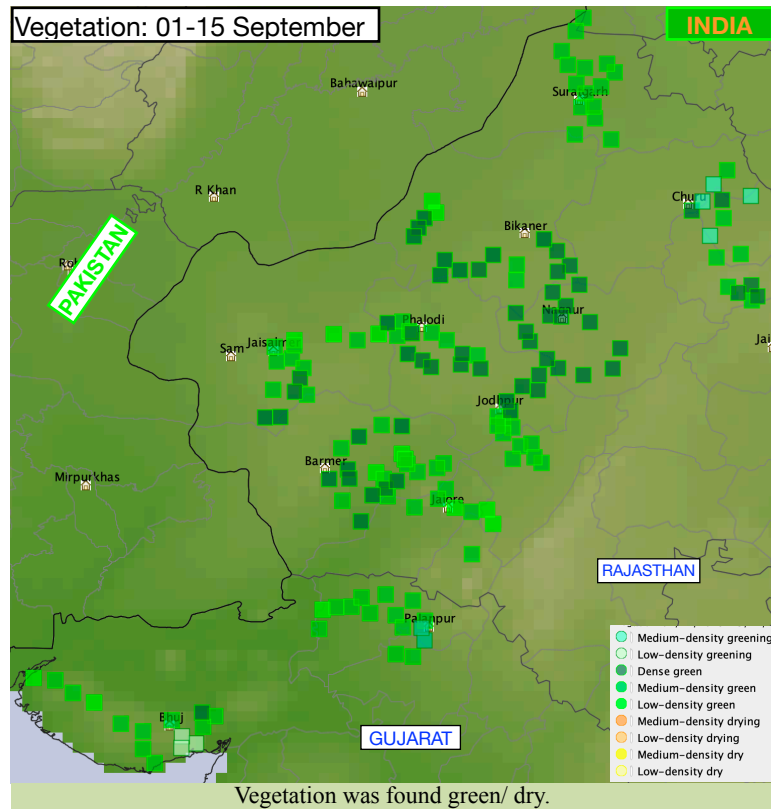 Vegetation: 01-15 September
INDIA
Bahawaipur
Suratgarh
R Khan
Churu
Bikaner
PAKISTAN
Phalodi
Nagaur
Sam
Jaisalmer
Jodhpur
Barmer
Mirpurkhas
Jalore
RAJASTHAN
Palanpur
Bhuj
GUJARAT
Medium-density greening
Low-density greening
Dense green
Medium-density green
Low-density green
Medium-density drying
Low-density drying
Medium-density dry
Low-density dry
Vegetation was found green/ dry.